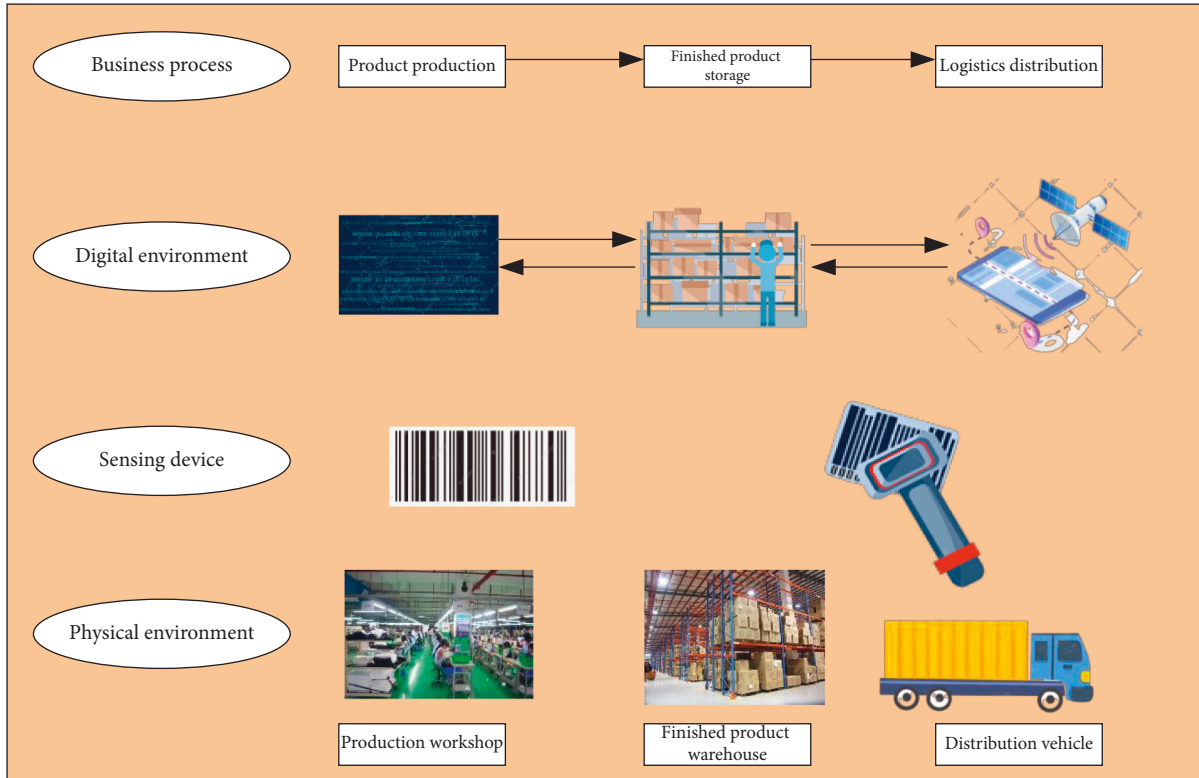 Business process
Product production
Finished product
storage
Logistics distribution
Digital environment
Sensing device
Physical environment
Production workshop
Finished product
warehouse
Distribution vehicle